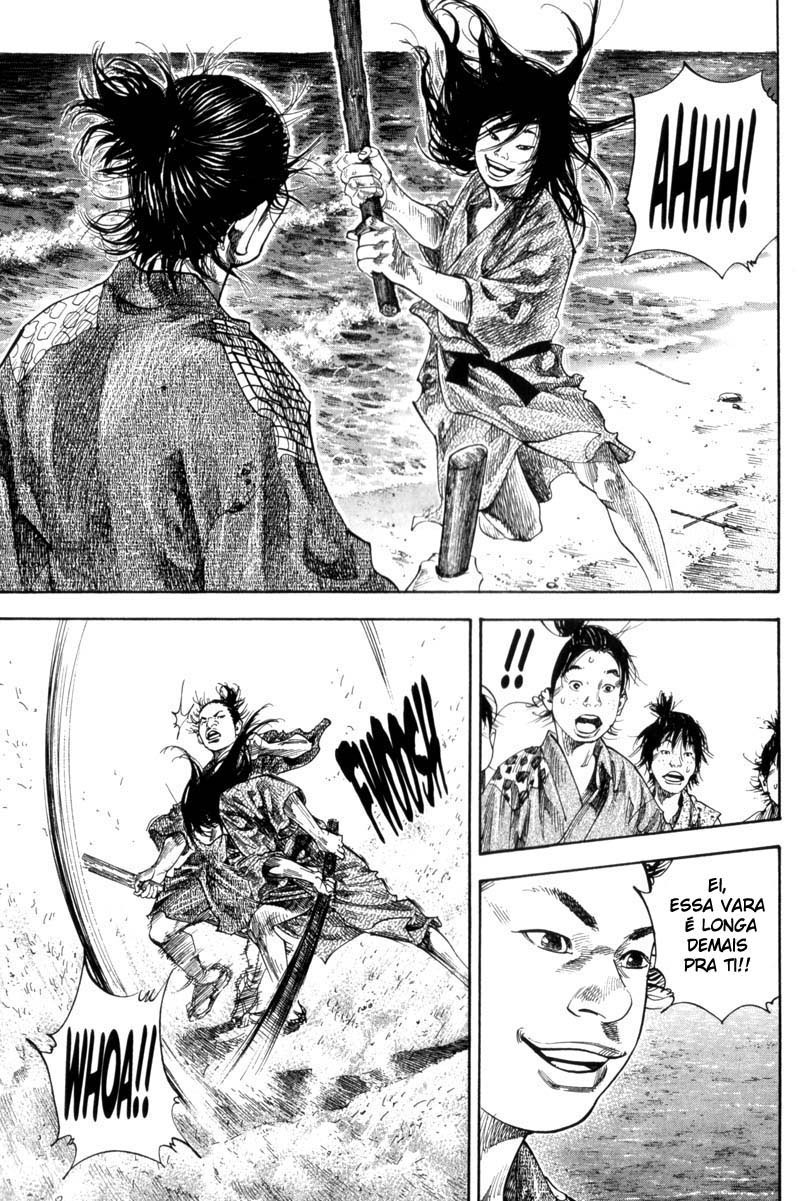 AHHH!
!!
EI,
ESSA VARA
É LONGA
DEMAIS
PRA TI!!
FWOOSH
WHOA!!